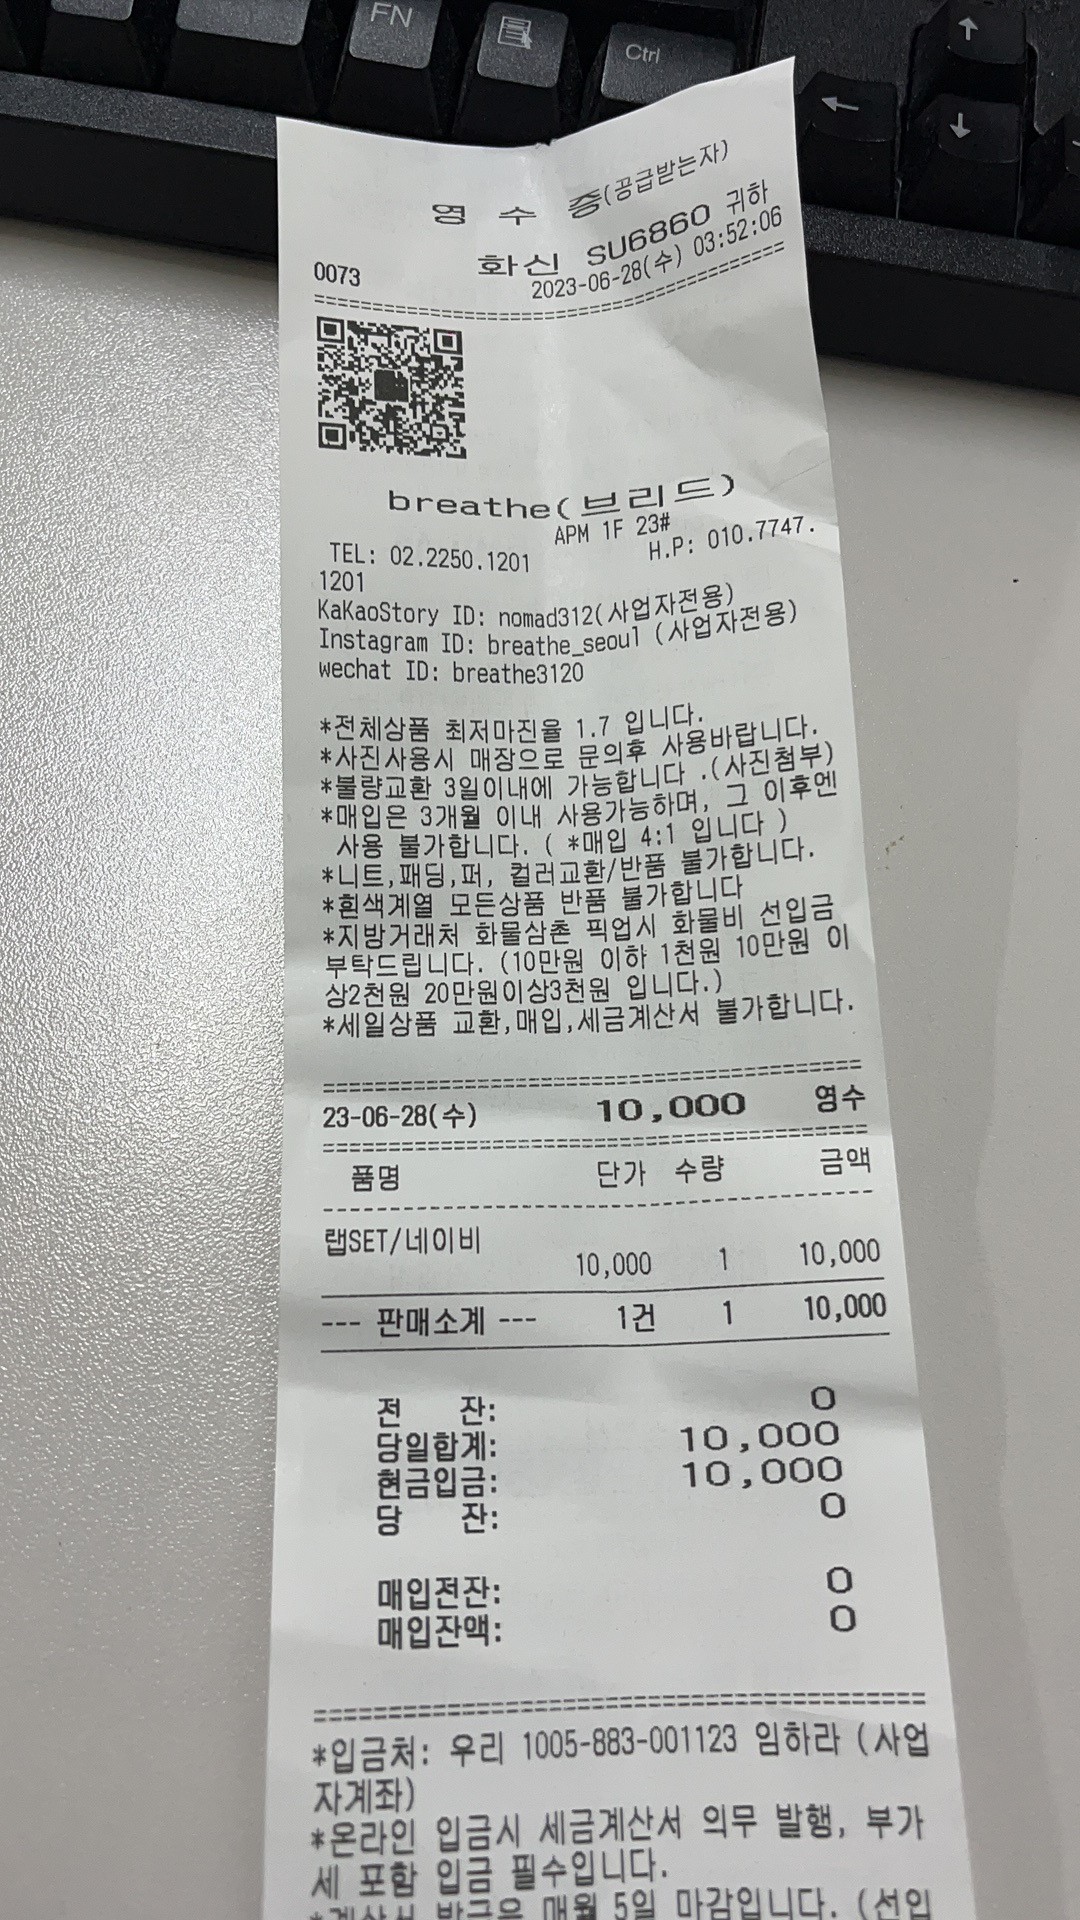 FN
Ctrl
영 수 증(공급받는자)
화신 SU6860 귀하
0073
2023-06-28(수) 03:52:06
breathe(브리드)
APM 1F 23#
TEL: 02.2250.1201 H.P: 010.7747.
1201
KaKaoStory ID: nomad312(사업자전용)
Instagram ID: breathe_seoul (사업자전용)
wechat ID: breathe3120
*전체상품 최저마진율 1.7 입니다.
*사진사용시 매장으로 문의후 사용바랍니다.
*불량교환 3일이내에 가능합니다 .(사진첨부)
*매입은 3개월 이내 사용가능하며, 그 이후엔
사용 불가합니다. ( *매입 4:1 입니다 )
*니트,패딩,퍼, 컬러교환/반품 불가합니다.
*흰색계열 모든상품 반품 불가합니다
*지방거래처 화물삼촌 픽업시 화물비 선입금
부탁드립니다. (10만원 이하 1천원 10만원 이
상2천원 20만원이상3천원 입니다.)
*세일상품 교환,매입,세금계산서 불가합니다.
23-06-28(수) 10,000 영수
품명 단가 수량 금액
랩SET/네이비
10,000 1 10,000
--- 판매소계 --- 1건 1 10,000
전 잔: 0
당일합계: 10,000
현금입금: 10,000
당 잔: 0
매입전잔: 0
매입잔액: 0
*입금처: 우리 1005-883-001123 임하라 (사업
자계좌)
*온라인 입금시 세금계산서 의무 발행, 부가
세 포함 입금 필수입니다.
*계산서 발급은 매월 5일 마감입니다. (선입